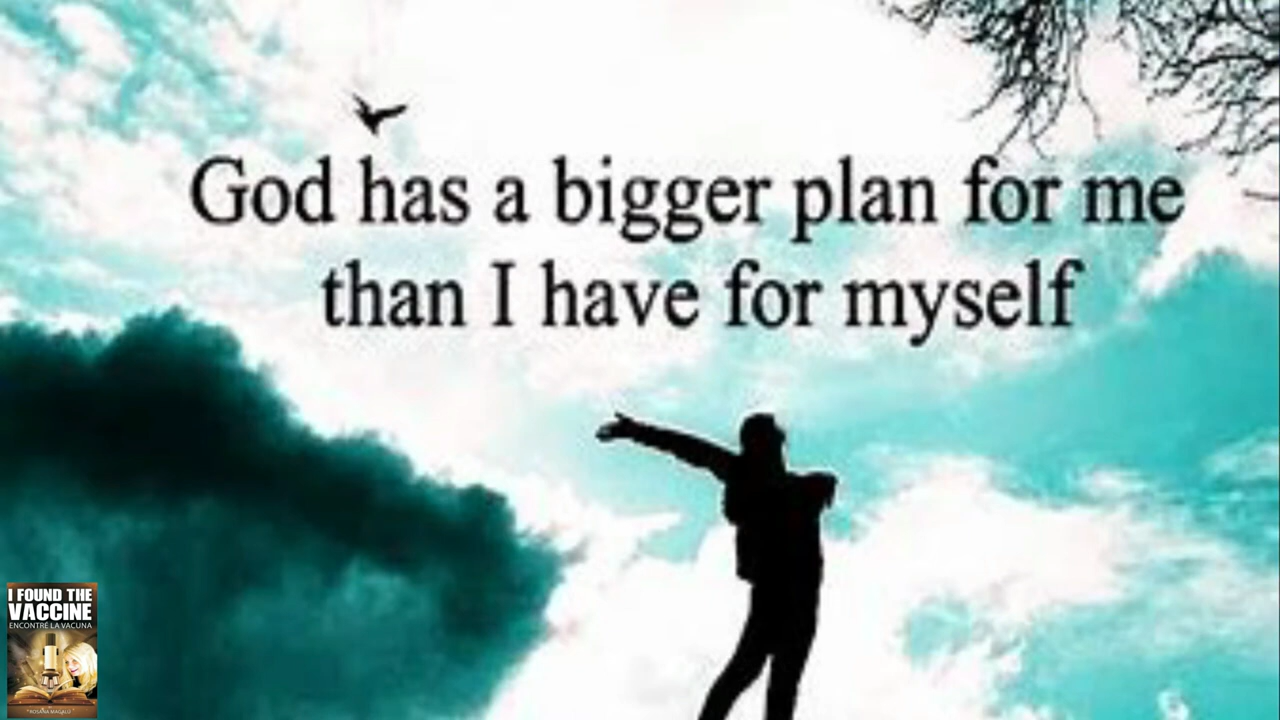 God has a bigger plan for me
than I have for myself
I FOUND THE
VACCINE
ENCONTRÉ LA VACUNA